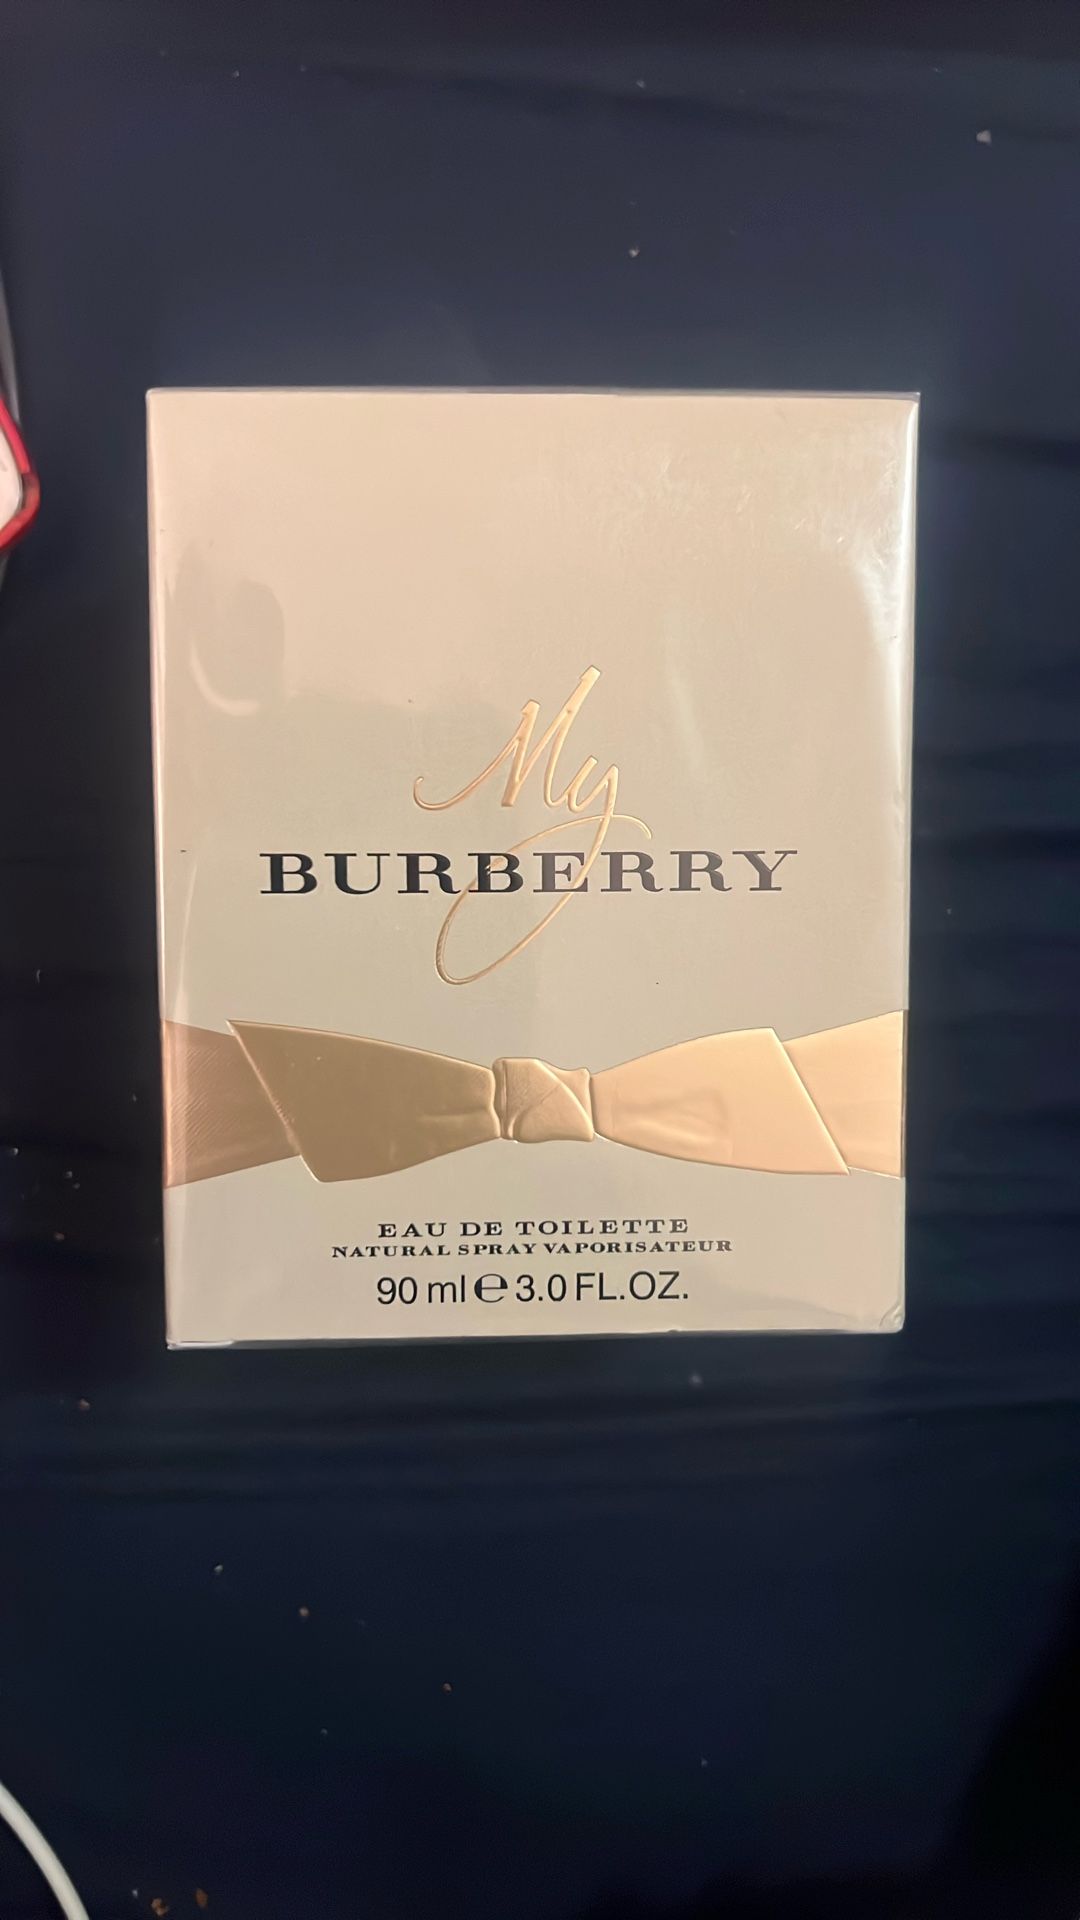 My
BURBERRY
EAU DE TOILETTE
NATURAL SPRAY VAPORISATEUR
90 ml ℮ 3.0 FL.OZ.